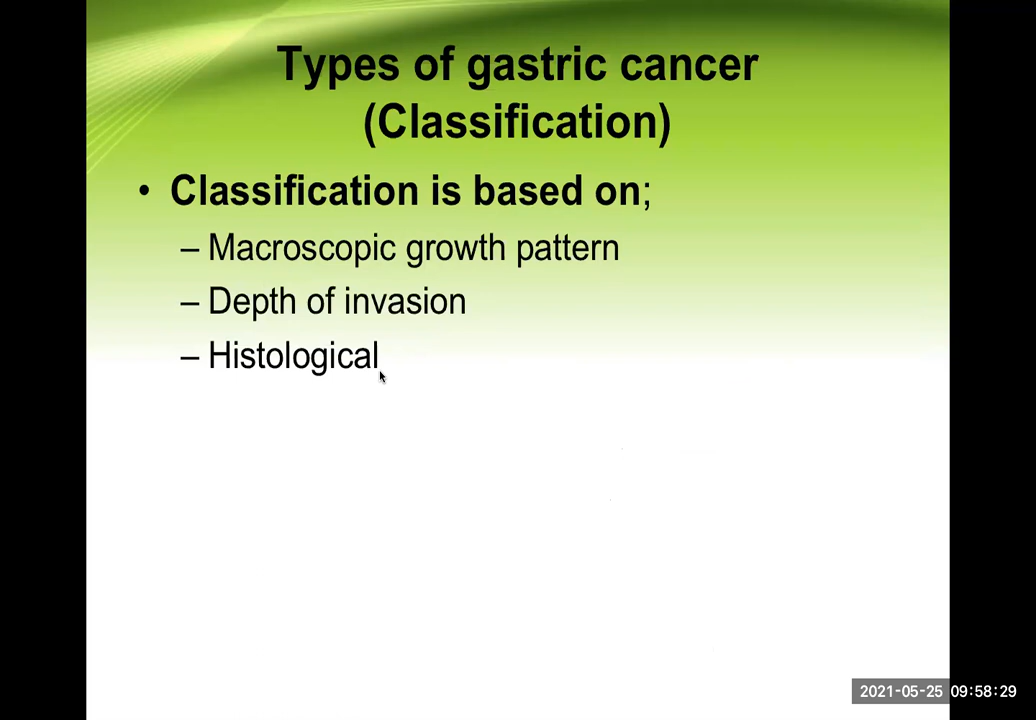 Types of gastric cancer
(Classification)
• Classification is based on;
– Macroscopic growth pattern
– Depth of invasion
– Histological
2021-05-25 09:58:29